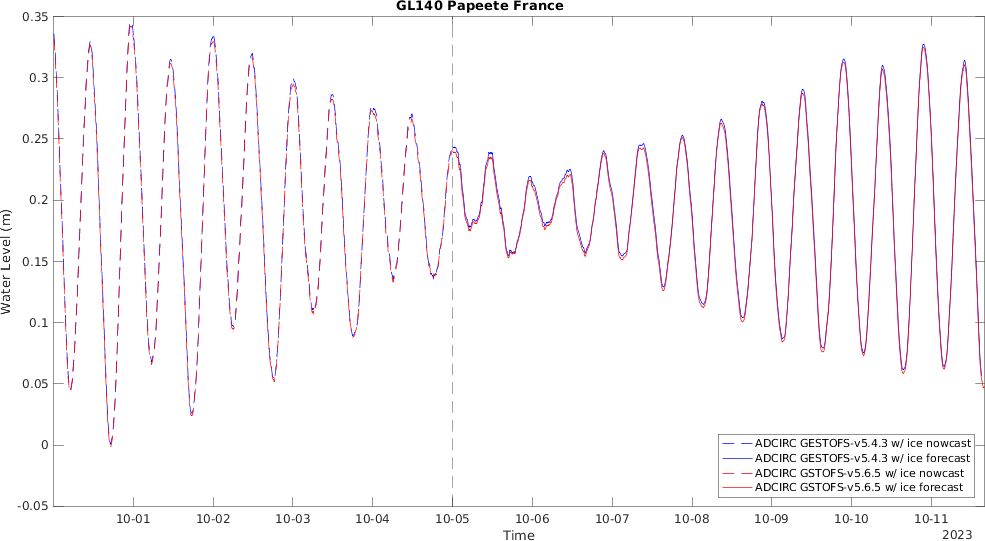 GL140 Papeete France
0.35
0.3
0.25
0.2
0.15
0.1
0.05
0
-0.05
Water Level (m)
10-01 10-02 10-03 10-04 10-05 10-06 10-07 10-08 10-09 10-10 10-11
Time
2023
ADCIRC GESTOFS-v5.4.3 w/ ice nowcast
ADCIRC GESTOFS-v5.4.3 w/ ice forecast
ADCIRC GSTOFS-v5.6.5 w/ ice nowcast
ADCIRC GSTOFS-v5.6.5 w/ ice forecast